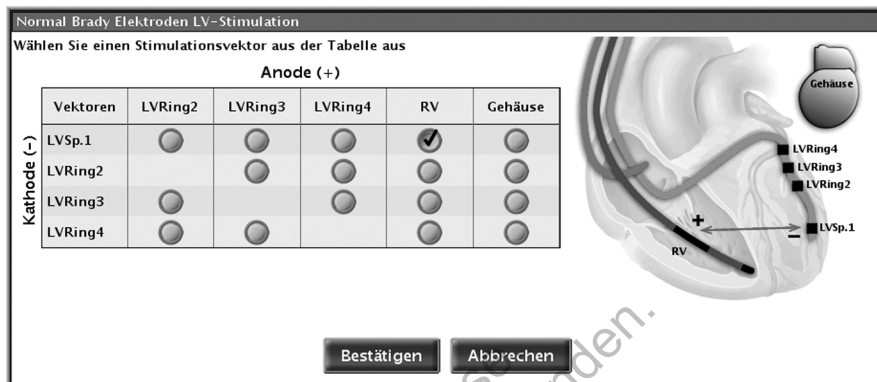 Normal Brady Elektroden LV-Stimulation
Wählen Sie einen Stimulationsvektor aus der Tabelle aus
Anode (+)
Kathode (-)
Vektoren LVRing2 LVRing3 LVRing4 RV Gehäuse
LVSp.1
LVRing2
LVRing3
LVRing4
Gehäuse
LVRing4
LVRing3
LVRing2
LVSp.1
+
−
RV
Bestätigen Abbrechen